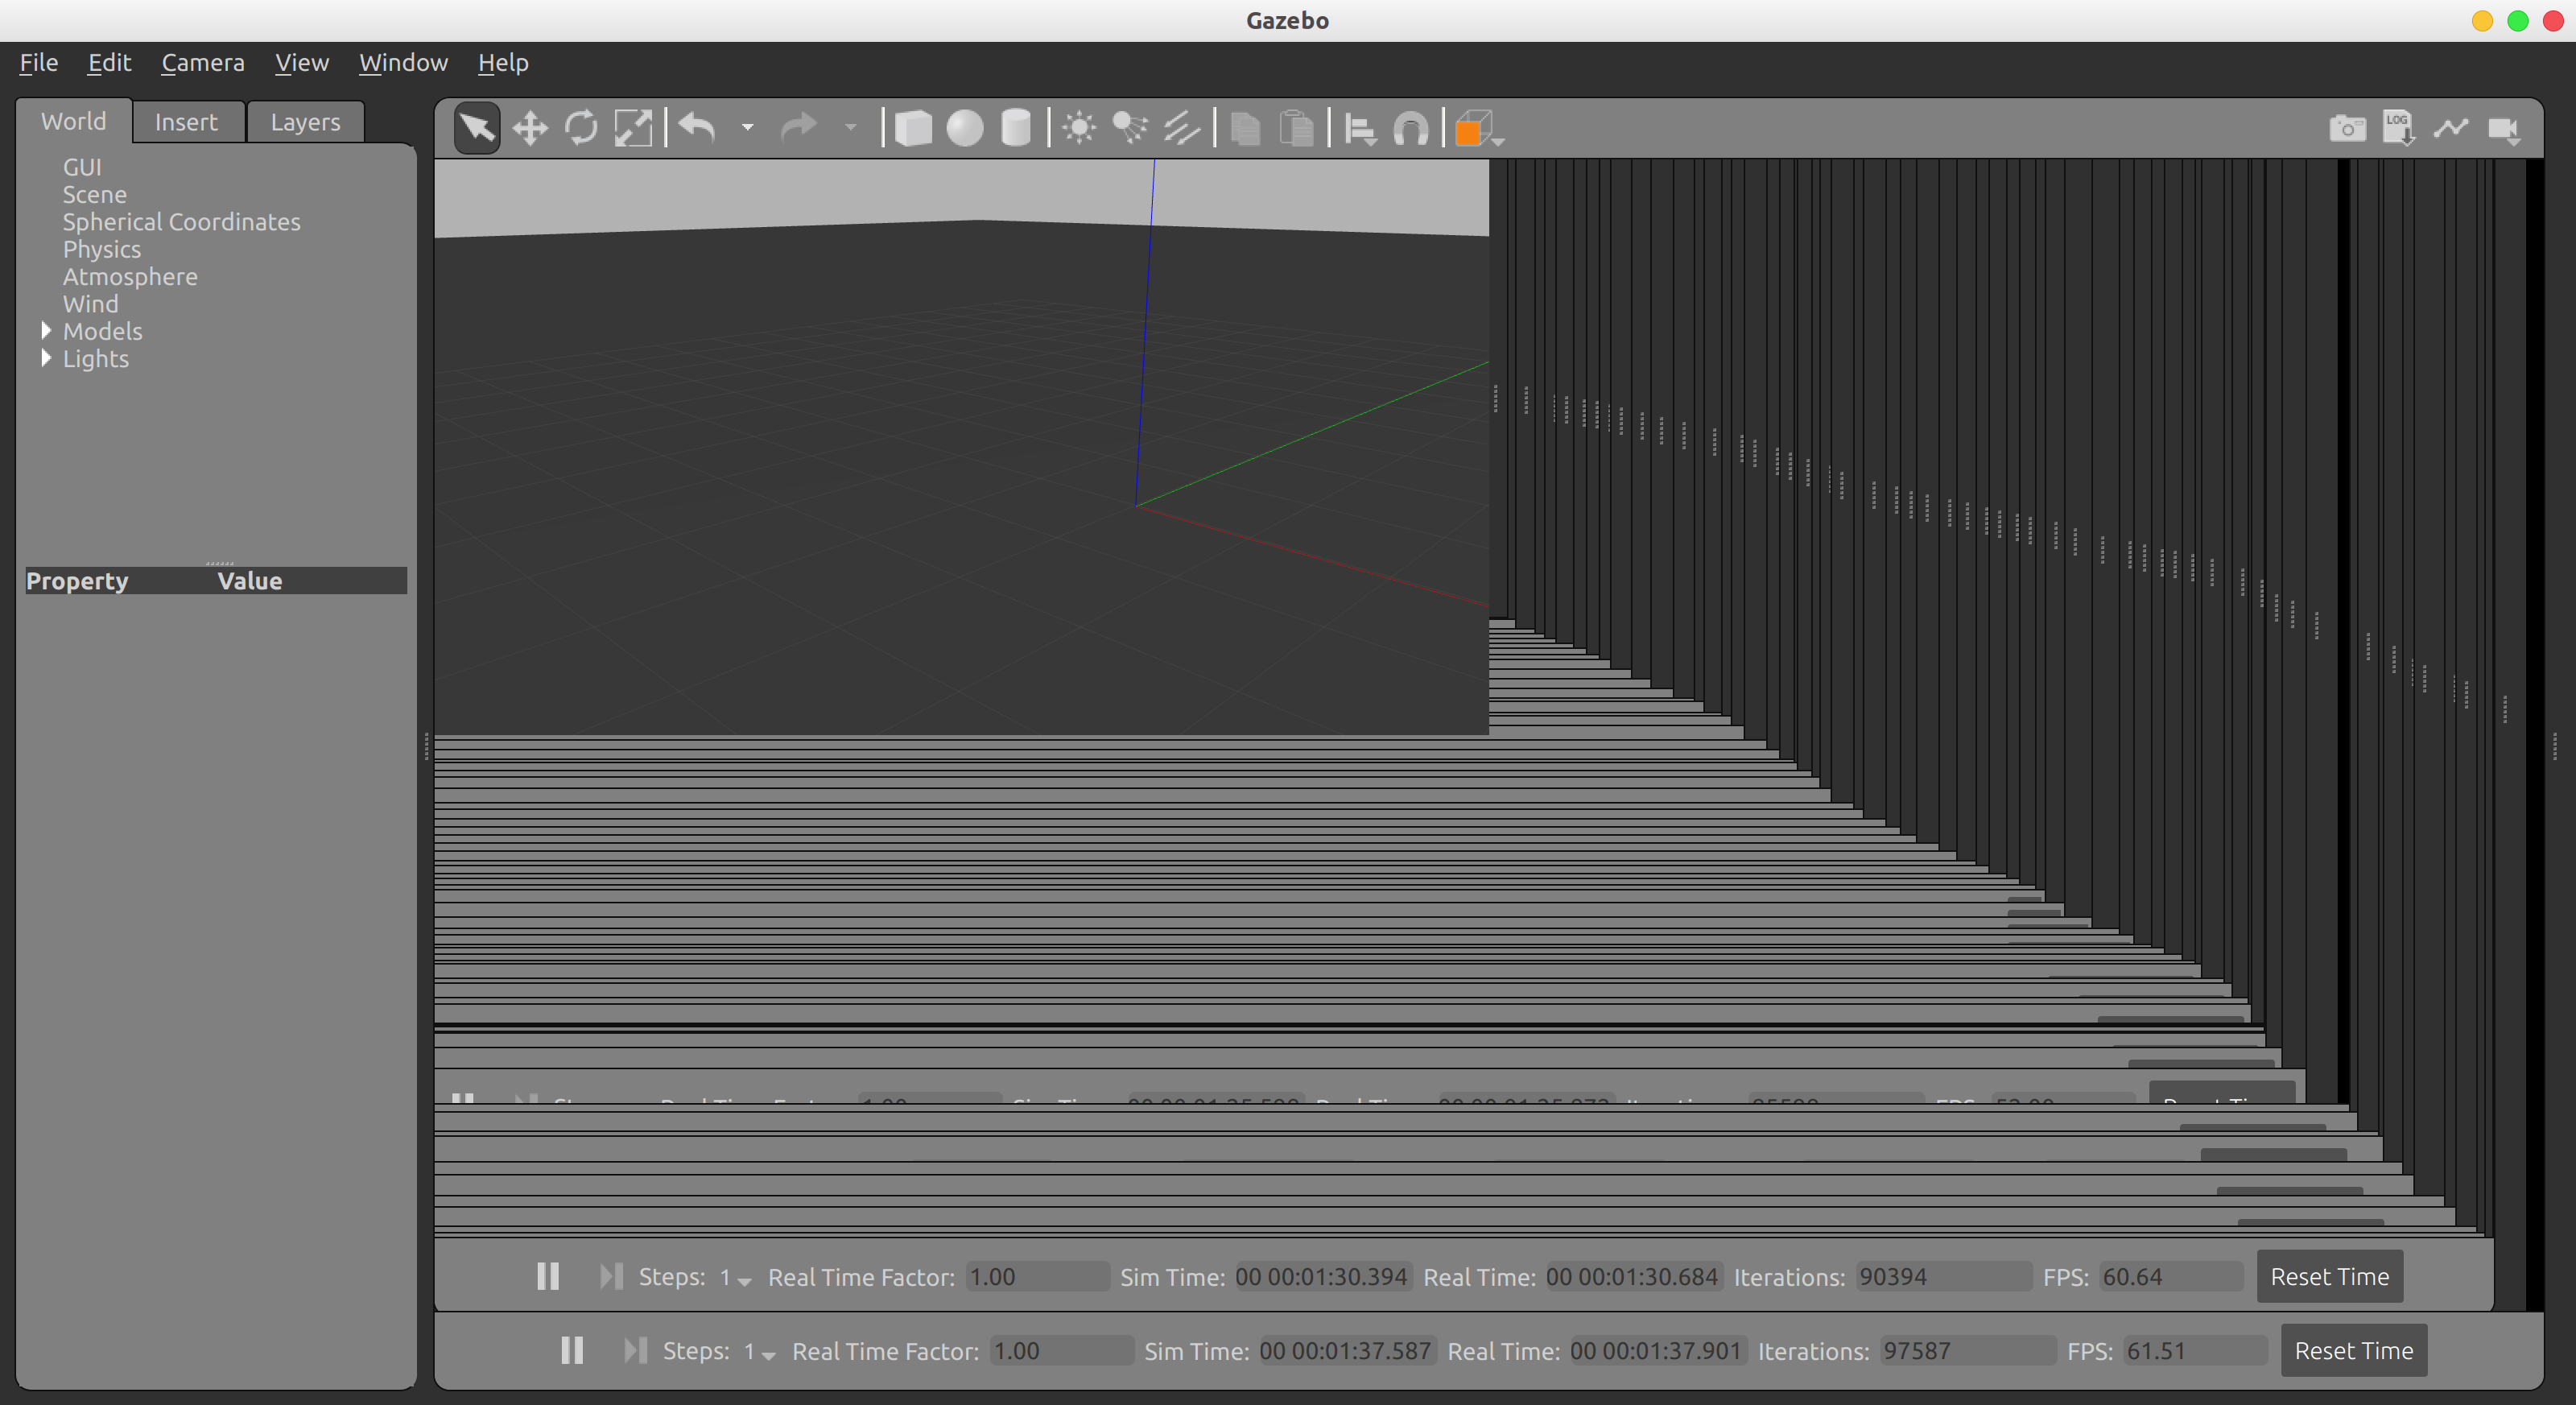 Gazebo
File Edit Camera View Window Help
World Insert Layers
LOG
GUI
Scene
Spherical Coordinates
Physics
Atmosphere
Wind
Models
Lights
Property Value
Steps: 1 Real Time Factor: 1.00 Sim Time: 00 00:01:30.394 Real Time: 00 00:01:30.684 Iterations: 90394 FPS: 60.64 Reset Time
Steps: 1 Real Time Factor: 1.00 Sim Time: 00 00:01:37.587 Real Time: 00 00:01:37.901 Iterations: 97587 FPS: 61.51 Reset Time